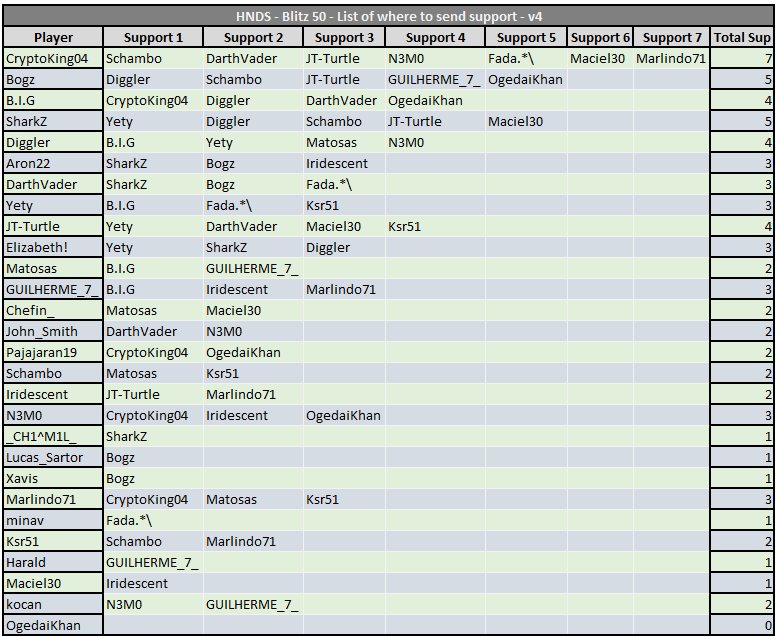 HNDS - Blitz 50 - List of where to send support - v4
Player Support 1 Support 2 Support 3 Support 4 Support 5 Support 6 Support 7 Total Sup
CryptoKing04 Schambo DarthVader JT-Turtle N3M0 Fada.*\ Maciel30 Marlindo71 7
Bogz Diggler Schambo JT-Turtle GUILHERME_7_ OgedaiKhan 5
B.I.G CryptoKing04 Diggler DarthVader OgedaiKhan 4
SharkZ Yety Diggler Schambo JT-Turtle Maciel30 5
Diggler B.I.G Yety Matosas N3M0 4
Aron22 SharkZ Bogz Iridescent 3
DarthVader SharkZ Bogz Fada.*\ 3
Yety B.I.G Fada.*\ Ksr51 3
JT-Turtle Yety DarthVader Maciel30 Ksr51 4
Elizabeth! Yety SharkZ Diggler 3
Matosas B.I.G GUILHERME_7_ 2
GUILHERME_7_ B.I.G Iridescent Marlindo71 3
Chefin_ Matosas Maciel30 2
John_Smith DarthVader N3M0 2
Pajajaran19 CryptoKing04 OgedaiKhan 2
Schambo Matosas Ksr51 2
Iridescent JT-Turtle Marlindo71 2
N3M0 CryptoKing04 Iridescent OgedaiKhan 3
_CH1^M1L_ SharkZ 1
Lucas_Sartor Bogz 1
Xavis Bogz 1
Marlindo71 CryptoKing04 Matosas Ksr51 3
minav Fada.*\ 1
Ksr51 Schambo Marlindo71 2
Harald GUILHERME_7_ 1
Maciel30 Iridescent 1
kocan N3M0 GUILHERME_7_ 2
OgedaiKhan 0